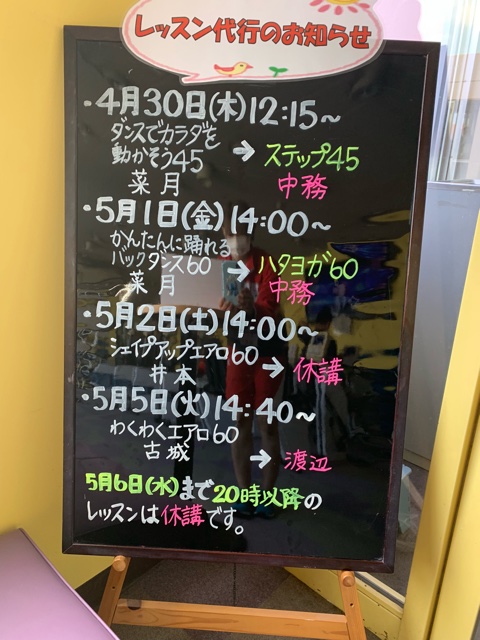 レッスン代行のお知らせ
・4月30日(木)12:15～
ダンスでカラダを
動かそう45 → ステップ45
菜月 中務
・5月1日(金)14:00～
かんたんに踊れる
バックダンス60 → ハタヨガ60
菜月 中務
・5月2日(土)14:00～
シェイプアップエアロ60
井本 → 休講
・5月5日(火)14:40～
わくわくエアロ60
古城 → 渡辺
5月6日(水)まで20時以降の
レッスンは休講です。